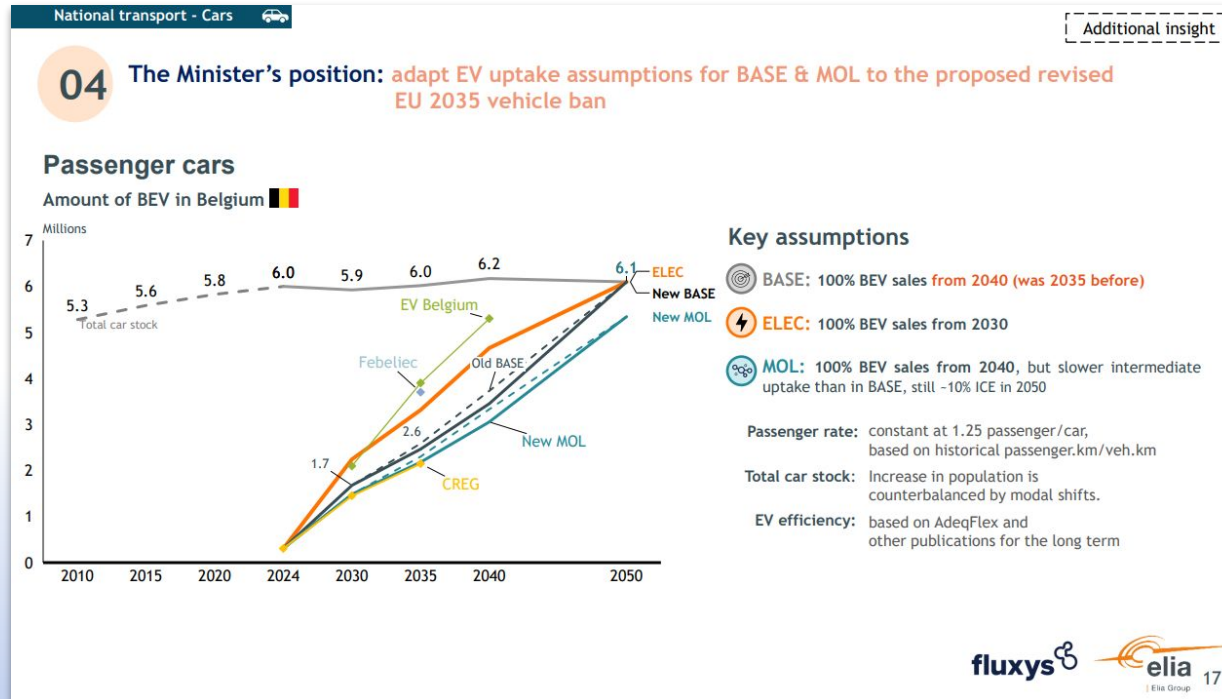 National transport - Cars
Additional insight
04
The Minister's position: adapt EV uptake assumptions for BASE & MOL to the proposed revised
EU 2035 vehicle ban
Passenger cars
Amount of BEV in Belgium
Millions
7
6
5
4
3
2
1
0
5.3
5.6
5.8
6.0
5.9
6.0
6.2
6.1
Total car stock
ELEC
New BASE
New MOL
EV Belgium
Febeliec
Old BASE
2.6
1.7
New MOL
CREG
2010
2015
2020
2024
2030
2035
2040
2050
Key assumptions
BASE: 100% BEV sales from 2040 (was 2035 before)
ELEC: 100% BEV sales from 2030
MOL: 100% BEV sales from 2040, but slower intermediate
uptake than in BASE, still ~10% ICE in 2050
Passenger rate: constant at 1.25 passenger/car,
based on historical passenger.km/veh.km
Total car stock: Increase in population is
counterbalanced by modal shifts.
EV efficiency: based on AdeqFlex and
other publications for the long term
fluxys
elia
Elia Group
17